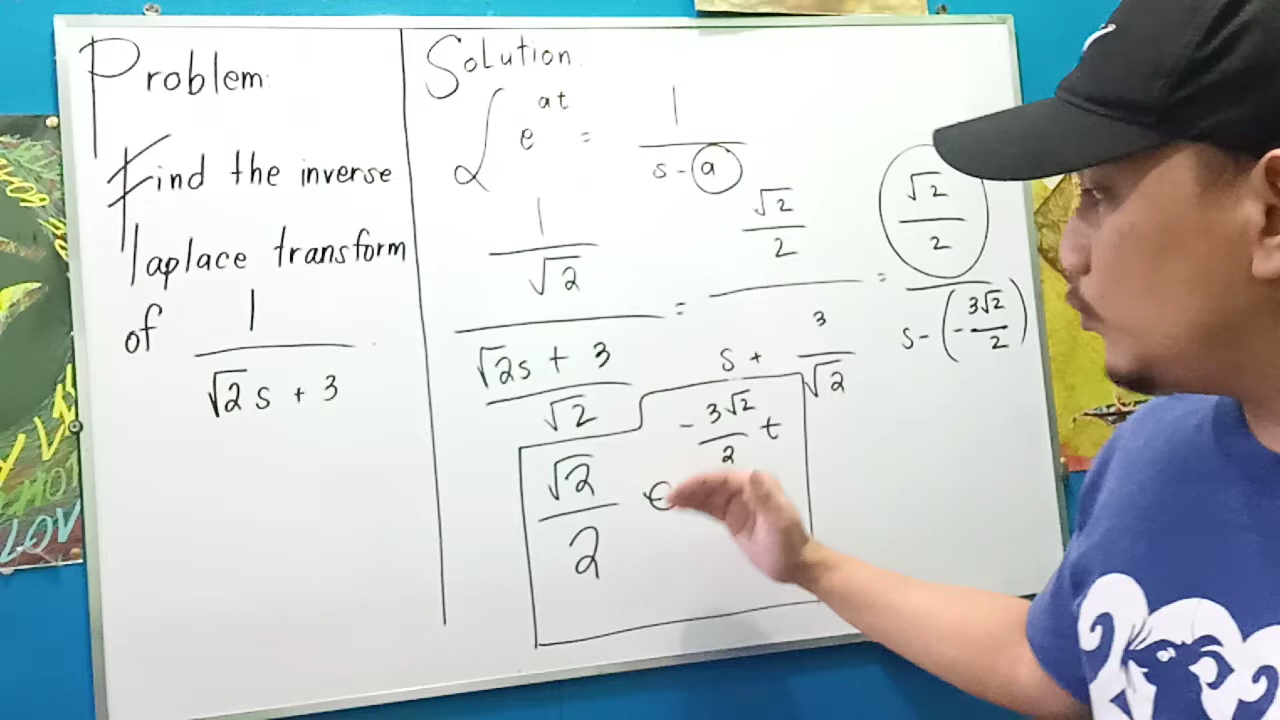 Problem:
Find the inverse
laplace transform
of 1/(√2 s + 3)
Solution:
ℒ e^{at} = 1/(s - a)
(1/√2)/((√2s + 3)/√2) = (√2/2)/(s + 3/√2) = (√2/2)/(s - (-3√2/2))
√2/2 e^{-3√2/2 t}